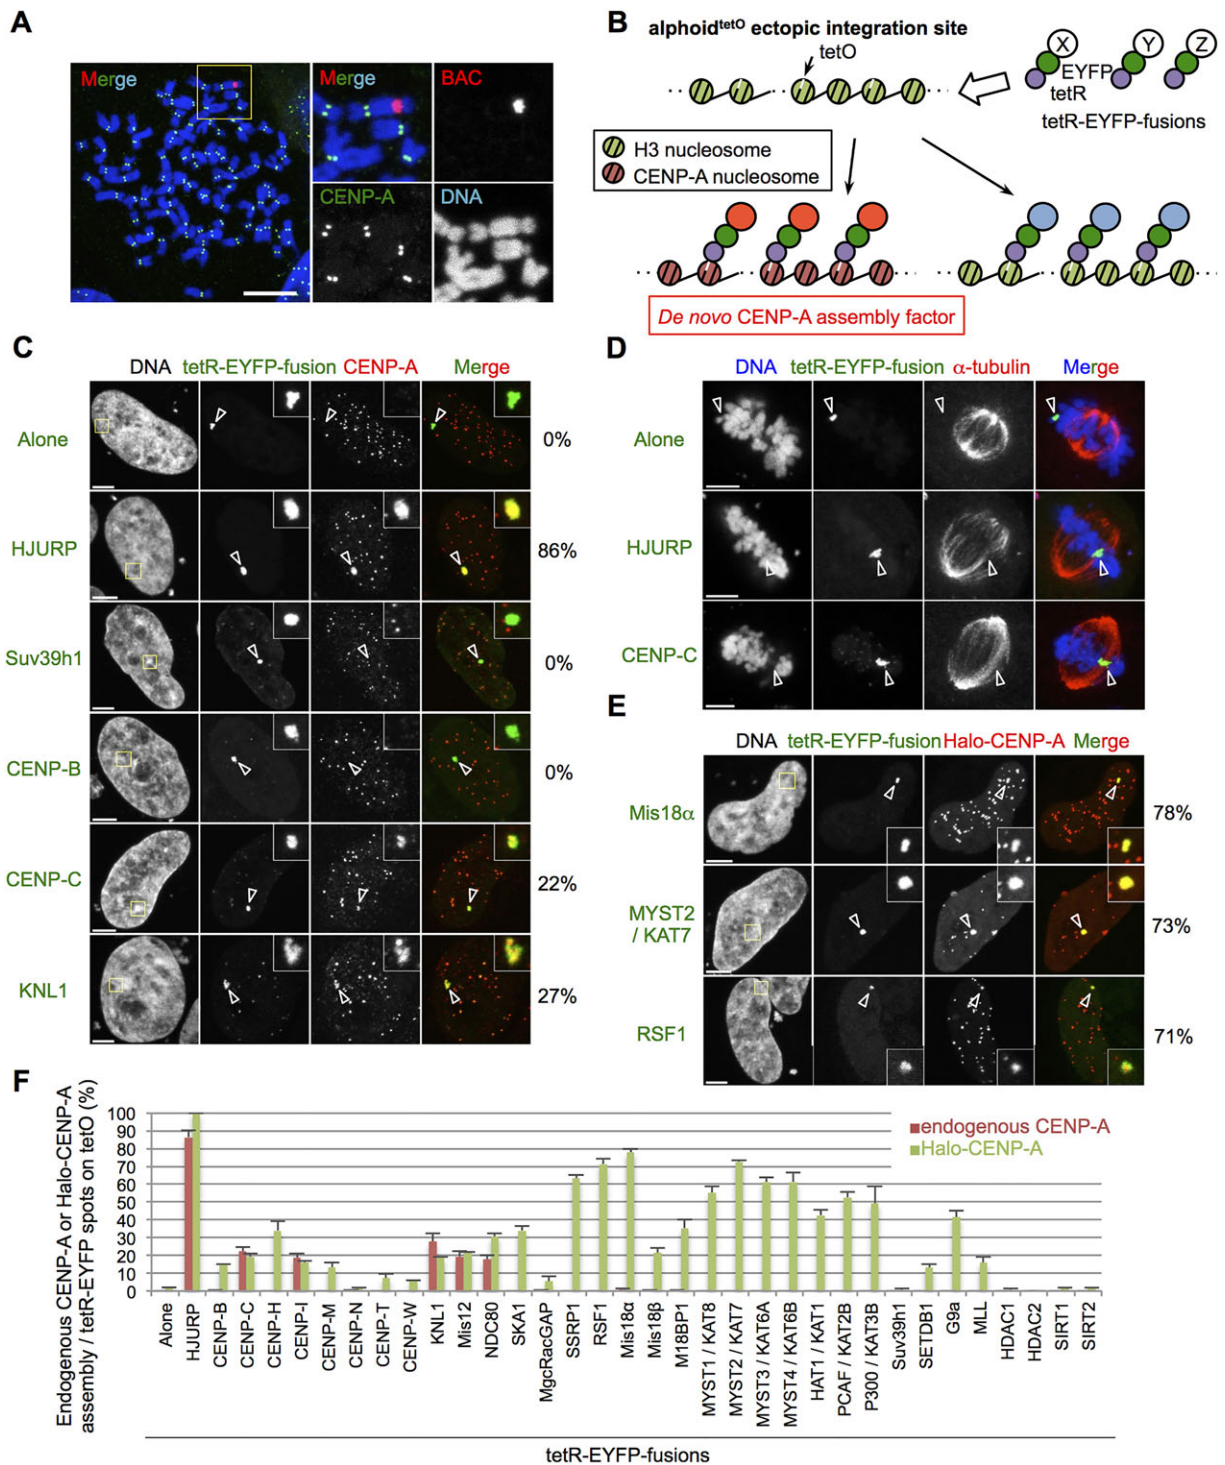 A
Merge
Merge
BAC
CENP-A
DNA
B
alphoidtetO ectopic integration site
tetO
X
Y
Z
EYFP
tetR
tetR-EYFP-fusions
H3 nucleosome
CENP-A nucleosome
De novo CENP-A assembly factor
C
DNA tetR-EYFP-fusion CENP-A Merge
Alone
0%
HJURP
86%
Suv39h1
0%
CENP-B
0%
CENP-C
22%
KNL1
27%
D
DNA tetR-EYFP-fusion α-tubulin Merge
Alone
HJURP
CENP-C
E
DNA tetR-EYFP-fusion Halo-CENP-A Merge
Mis18α
78%
MYST2
/ KAT7
73%
RSF1
71%
F
Endogenous CENP-A or Halo-CENP-A
assembly / tetR-EYFP spots on tetO (%)
100
90
80
70
60
50
40
30
20
10
0
endogenous CENP-A
Halo-CENP-A
Alone
HJURP
CENP-B
CENP-C
CENP-H
CENP-I
CENP-M
CENP-N
CENP-T
CENP-W
KNL1
Mis12
NDC80
SKA1
MgcRacGAP
SSRP1
RSF1
Mis18α
Mis18β
M18BP1
MYST1 / KAT8
MYST2 / KAT7
MYST3 / KAT6A
MYST4 / KAT6B
HAT1 / KAT1
PCAF / KAT2B
P300 / KAT3B
Suv39h1
SETDB1
G9a
MLL
HDAC1
HDAC2
SIRT1
SIRT2
tetR-EYFP-fusions